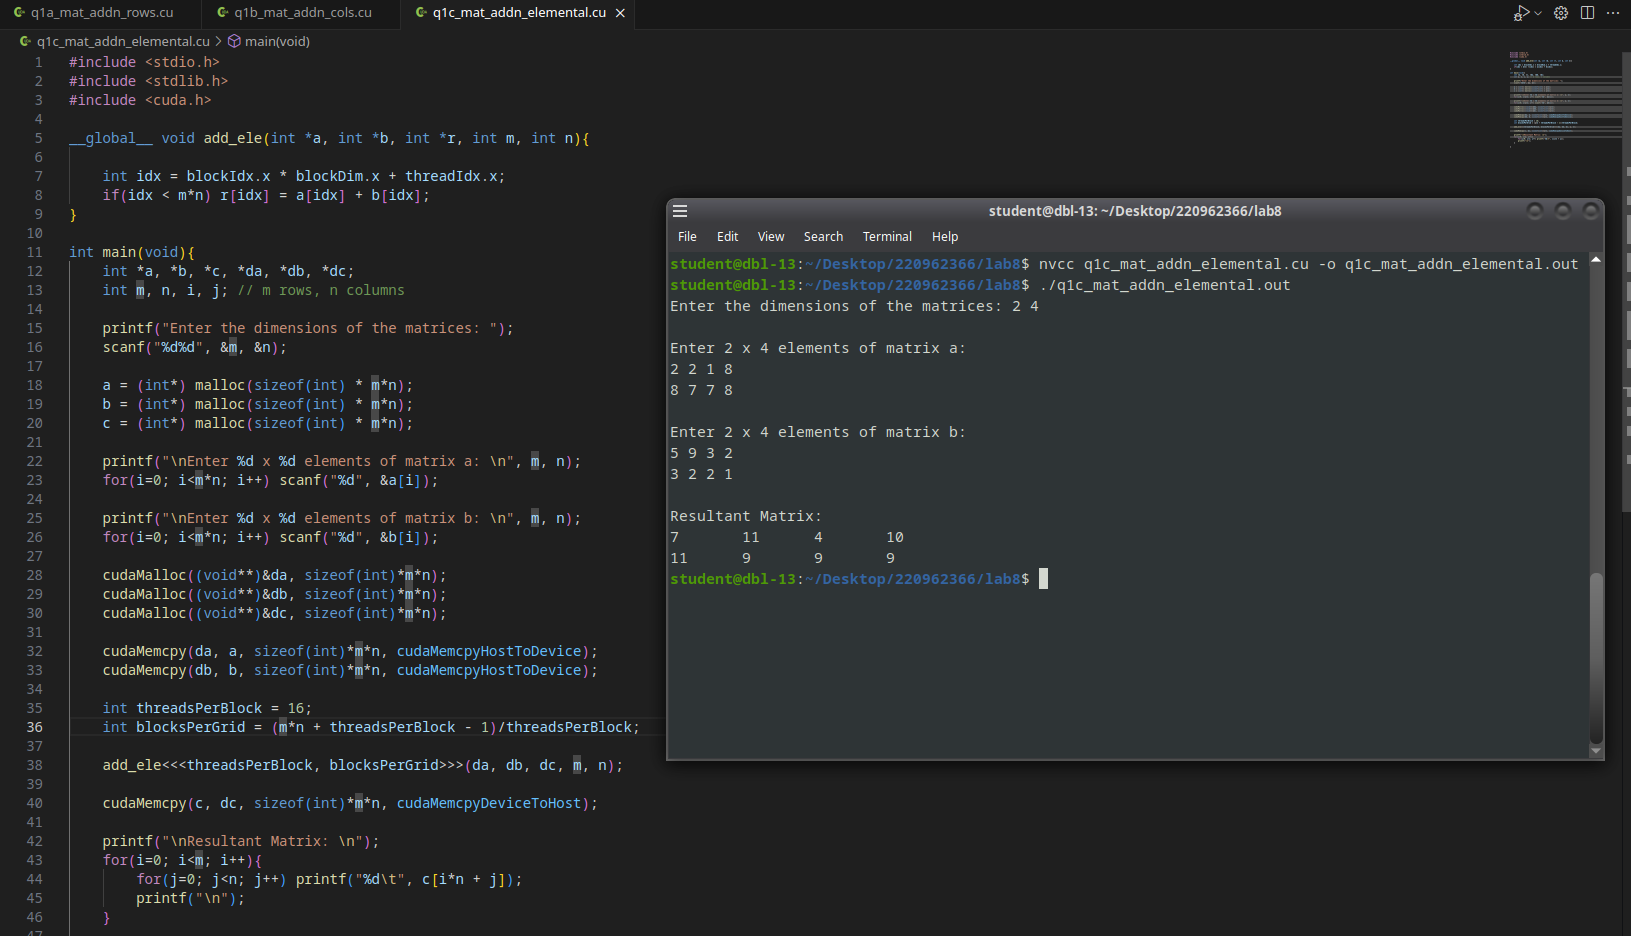 q1a_mat_addn_rows.cu q1b_mat_addn_cols.cu q1c_mat_addn_elemental.cu
q1c_mat_addn_elemental.cu > main(void)
1 #include <stdio.h>
2 #include <stdlib.h>
3 #include <cuda.h>
4
5 __global__ void add_ele(int *a, int *b, int *r, int m, int n){
6
7 int idx = blockIdx.x * blockDim.x + threadIdx.x;
8 if(idx < m*n) r[idx] = a[idx] + b[idx];
9 }
10
11 int main(void){
12 int *a, *b, *c, *da, *db, *dc;
13 int m, n, i, j; // m rows, n columns
14
15 printf("Enter the dimensions of the matrices: ");
16 scanf("%d%d", &m, &n);
17
18 a = (int*) malloc(sizeof(int) * m*n);
19 b = (int*) malloc(sizeof(int) * m*n);
20 c = (int*) malloc(sizeof(int) * m*n);
21
22 printf("\nEnter %d x %d elements of matrix a: \n", m, n);
23 for(i=0; i<m*n; i++) scanf("%d", &a[i]);
24
25 printf("\nEnter %d x %d elements of matrix b: \n", m, n);
26 for(i=0; i<m*n; i++) scanf("%d", &b[i]);
27
28 cudaMalloc((void**)&da, sizeof(int)*m*n);
29 cudaMalloc((void**)&db, sizeof(int)*m*n);
30 cudaMalloc((void**)&dc, sizeof(int)*m*n);
31
32 cudaMemcpy(da, a, sizeof(int)*m*n, cudaMemcpyHostToDevice);
33 cudaMemcpy(db, b, sizeof(int)*m*n, cudaMemcpyHostToDevice);
34
35 int threadsPerBlock = 16;
36 int blocksPerGrid = (m*n + threadsPerBlock - 1)/threadsPerBlock;
37
38 add_ele<<<threadsPerBlock, blocksPerGrid>>>(da, db, dc, m, n);
39
40 cudaMemcpy(c, dc, sizeof(int)*m*n, cudaMemcpyDeviceToHost);
41
42 printf("\nResultant Matrix: \n");
43 for(i=0; i<m; i++){
44 for(j=0; j<n; j++) printf("%d\t", c[i*n + j]);
45 printf("\n");
46 }
47
student@dbl-13: ~/Desktop/220962366/lab8
File Edit View Search Terminal Help
student@dbl-13:~/Desktop/220962366/lab8$ nvcc q1c_mat_addn_elemental.cu -o q1c_mat_addn_elemental.out
student@dbl-13:~/Desktop/220962366/lab8$ ./q1c_mat_addn_elemental.out
Enter the dimensions of the matrices: 2 4
Enter 2 x 4 elements of matrix a:
2 2 1 8
8 7 7 8
Enter 2 x 4 elements of matrix b:
5 9 3 2
3 2 2 1
Resultant Matrix:
7 11 4 10
11 9 9 9
student@dbl-13:~/Desktop/220962366/lab8$